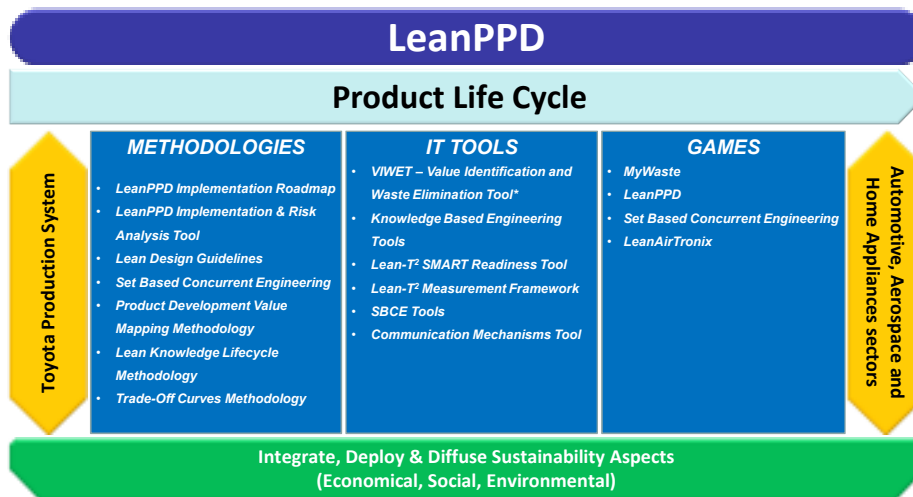 LeanPPD
Product Life Cycle
Toyota Production System
METHODOLOGIES
• LeanPPD Implementation Roadmap
• LeanPPD Implementation & Risk
Analysis Tool
• Lean Design Guidelines
• Set Based Concurrent Engineering
• Product Development Value
Mapping Methodology
• Lean Knowledge Lifecycle
Methodology
• Trade-Off Curves Methodology
IT TOOLS
• VIWET – Value Identification and
Waste Elimination Tool*
• Knowledge Based Engineering
Tools
• Lean-T² SMART Readiness Tool
• Lean-T² Measurement Framework
• SBCE Tools
• Communication Mechanisms Tool
GAMES
• MyWaste
• LeanPPD
• Set Based Concurrent Engineering
• LeanAirTronix
Automotive, Aerospace and
Home Appliances sectors
Integrate, Deploy & Diffuse Sustainability Aspects
(Economical, Social, Environmental)